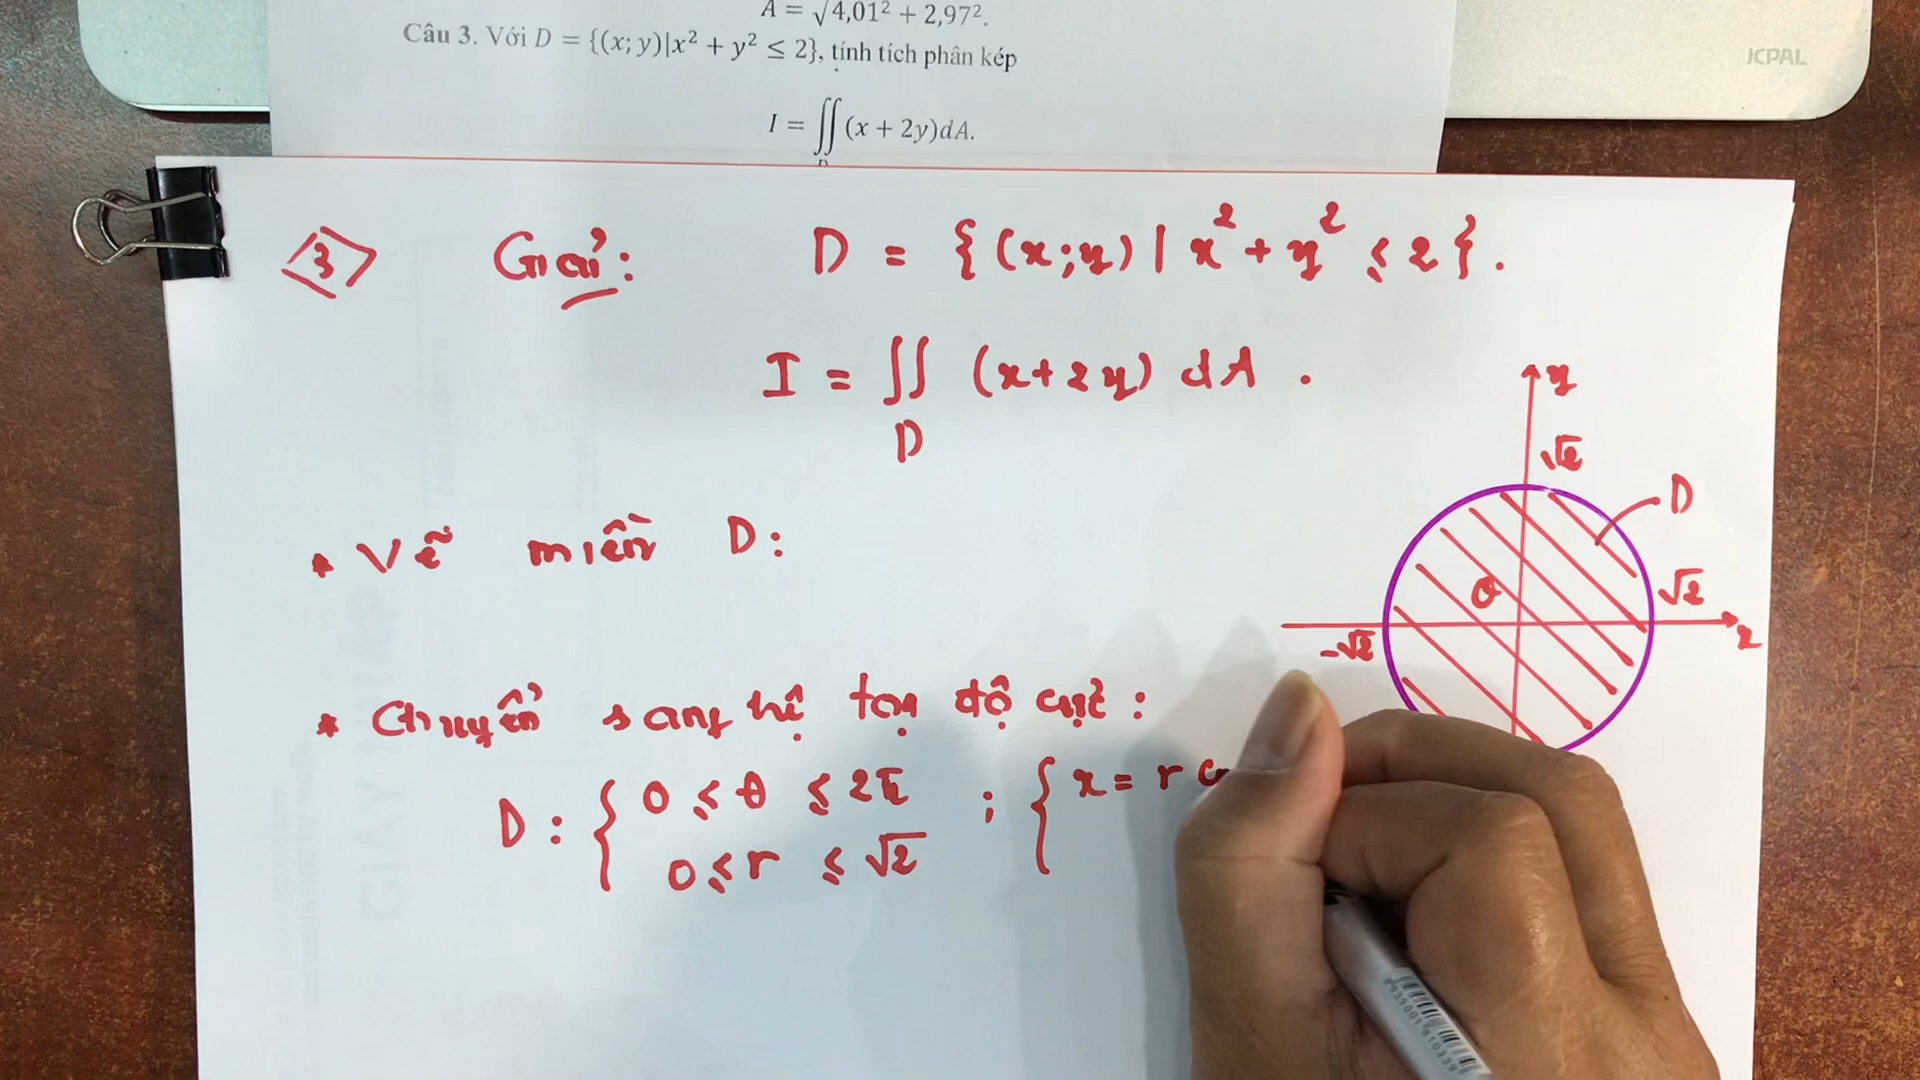 A = √4,01² + 2,97².
JCPAL
Câu 3. Với D = {(x; y)|x² + y² ≤ 2}, tính tích phân kép
I = ∬(x + 2y)dA.
D
3 Giải: D = {(x;y) | x² + y² ≤ 2}.
I = ∬ (x+2y) dA .
D
y
√2
D
* Vẽ miền D:
O
√2
-√2
x
* Chuyển sang hệ tọa độ cực:
D: { 0 ≤ θ ≤ 2π ; { x = r c
0 ≤ r ≤ √2